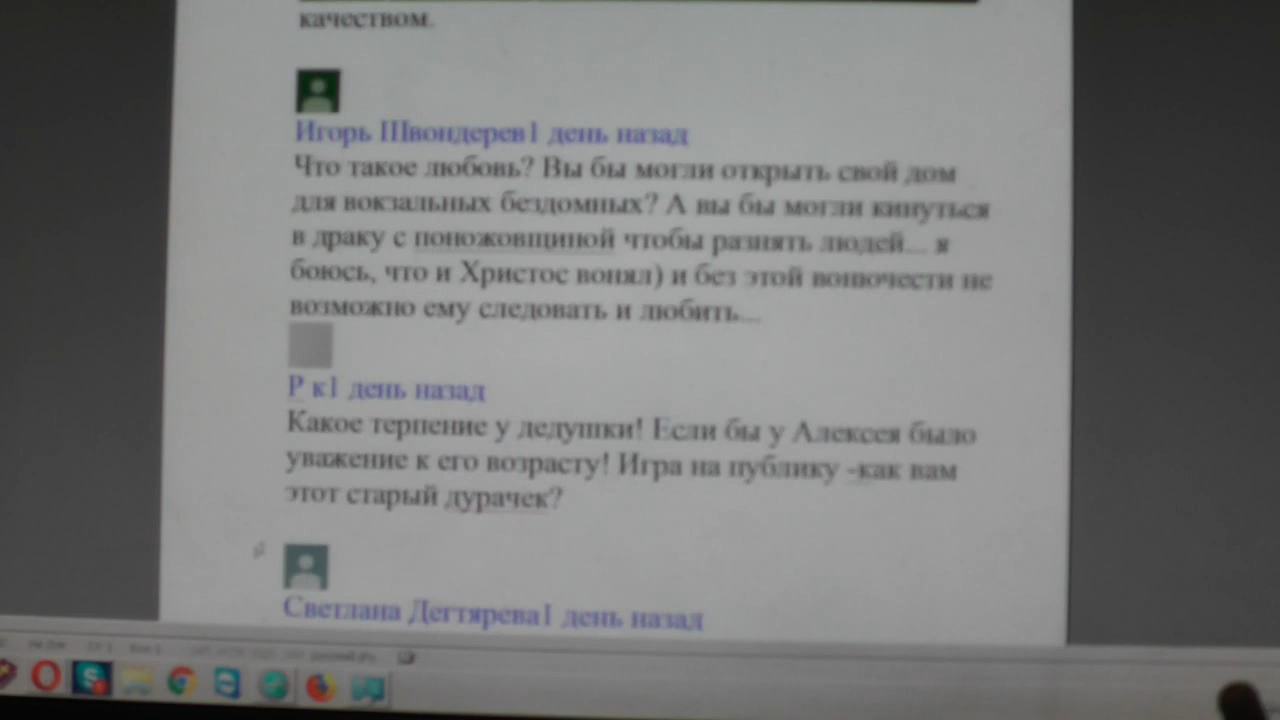 качеством.
Игорь Швондерев1 день назад
Что такое любовь? Вы бы могли открыть свой дом
для вокзальных бездомных? А вы бы могли кинуться
в драку с поножовщиной чтобы разнять людей... я
боюсь, что и Христос вонял) и без этой вонючести не
возможно ему следовать и любить...
Р к1 день назад
Какое терпение у дедушки! Если бы у Алексея было
уважение к его возрасту! Игра на публику -как вам
этот старый дурачек?
Светлана Дегтярева1 день назад